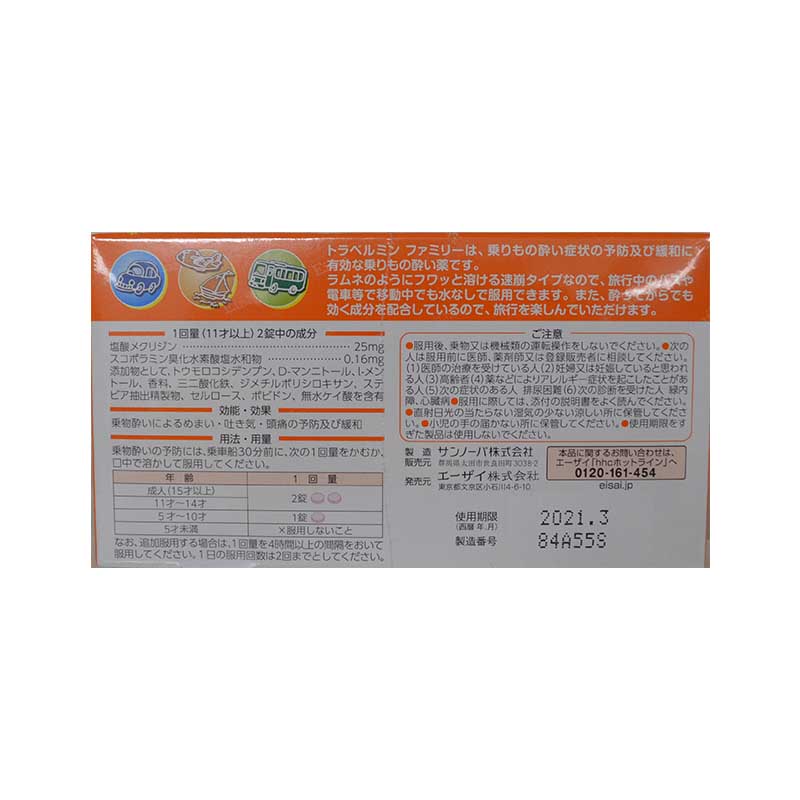 トラベルミン ファミリーは、乗りもの酔い症状の予防及び緩和に
有効な乗りもの酔い薬です。
ラムネのようにフワッと溶ける速崩タイプなので、旅行中のバスや
電車等で移動中でも水なしで服用できます。また、酔ってからでも
効く成分を配合しているので、旅行を楽しんでいただけます。
1回量(11才以上)2錠中の成分
塩酸メクリジン 25mg
スコポラミン臭化水素酸塩水和物 0.16mg
添加物として、トウモロコシデンプン、D-マンニトール、l-メン
トール、香料、三二酸化鉄、ジメチルポリシロキサン、ステ
ビア抽出精製物、セルロース、ポビドン、無水ケイ酸を含有
効能・効果
乗物酔いによるめまい・吐き気・頭痛の予防及び緩和
用法・用量
乗物酔いの予防には、乗車船30分前に、次の1回量をかむか、
口中で溶かして服用してください。
年齢 1回量
成人(15才以上)
11才〜14才 2錠
5才〜10才 1錠
5才未満 ×服用しないこと
なお、追加服用する場合は、1回量を4時間以上の間隔をおいて
服用してください。1日の服用回数は2回までとしてください。
ご注意
●服用後、乗物又は機械類の運転操作をしないでください。●次の
人は服用前に医師、薬剤師又は登録販売者に相談してください。
(1)医師の治療を受けている人(2)妊婦又は妊娠していると思わ
れる人(3)高齢者(4)薬などによりアレルギー症状を起こしたことがあ
る人(5)次の症状のある人 排尿困難(6)次の診断を受けた人 緑内
障、心臓病●服用に際しては、添付の説明書をよく読んでください。
●直射日光の当たらない湿気の少ない涼しい所に保管してくださ
い。●小児の手の届かない所に保管してください。●使用期限をす
ぎた製品は使用しないでください。
製造
販売元 サンノーバ株式会社
群馬県太田市世良田町3038-2
発売元 エーザイ株式会社
東京都文京区小石川4-6-10
本品に関するお問い合わせは、
エーザイ「hhcホットライン」へ
0120-161-454
eisai.jp
使用期限 2021.3
(西暦 年.月)
製造番号 84A55S